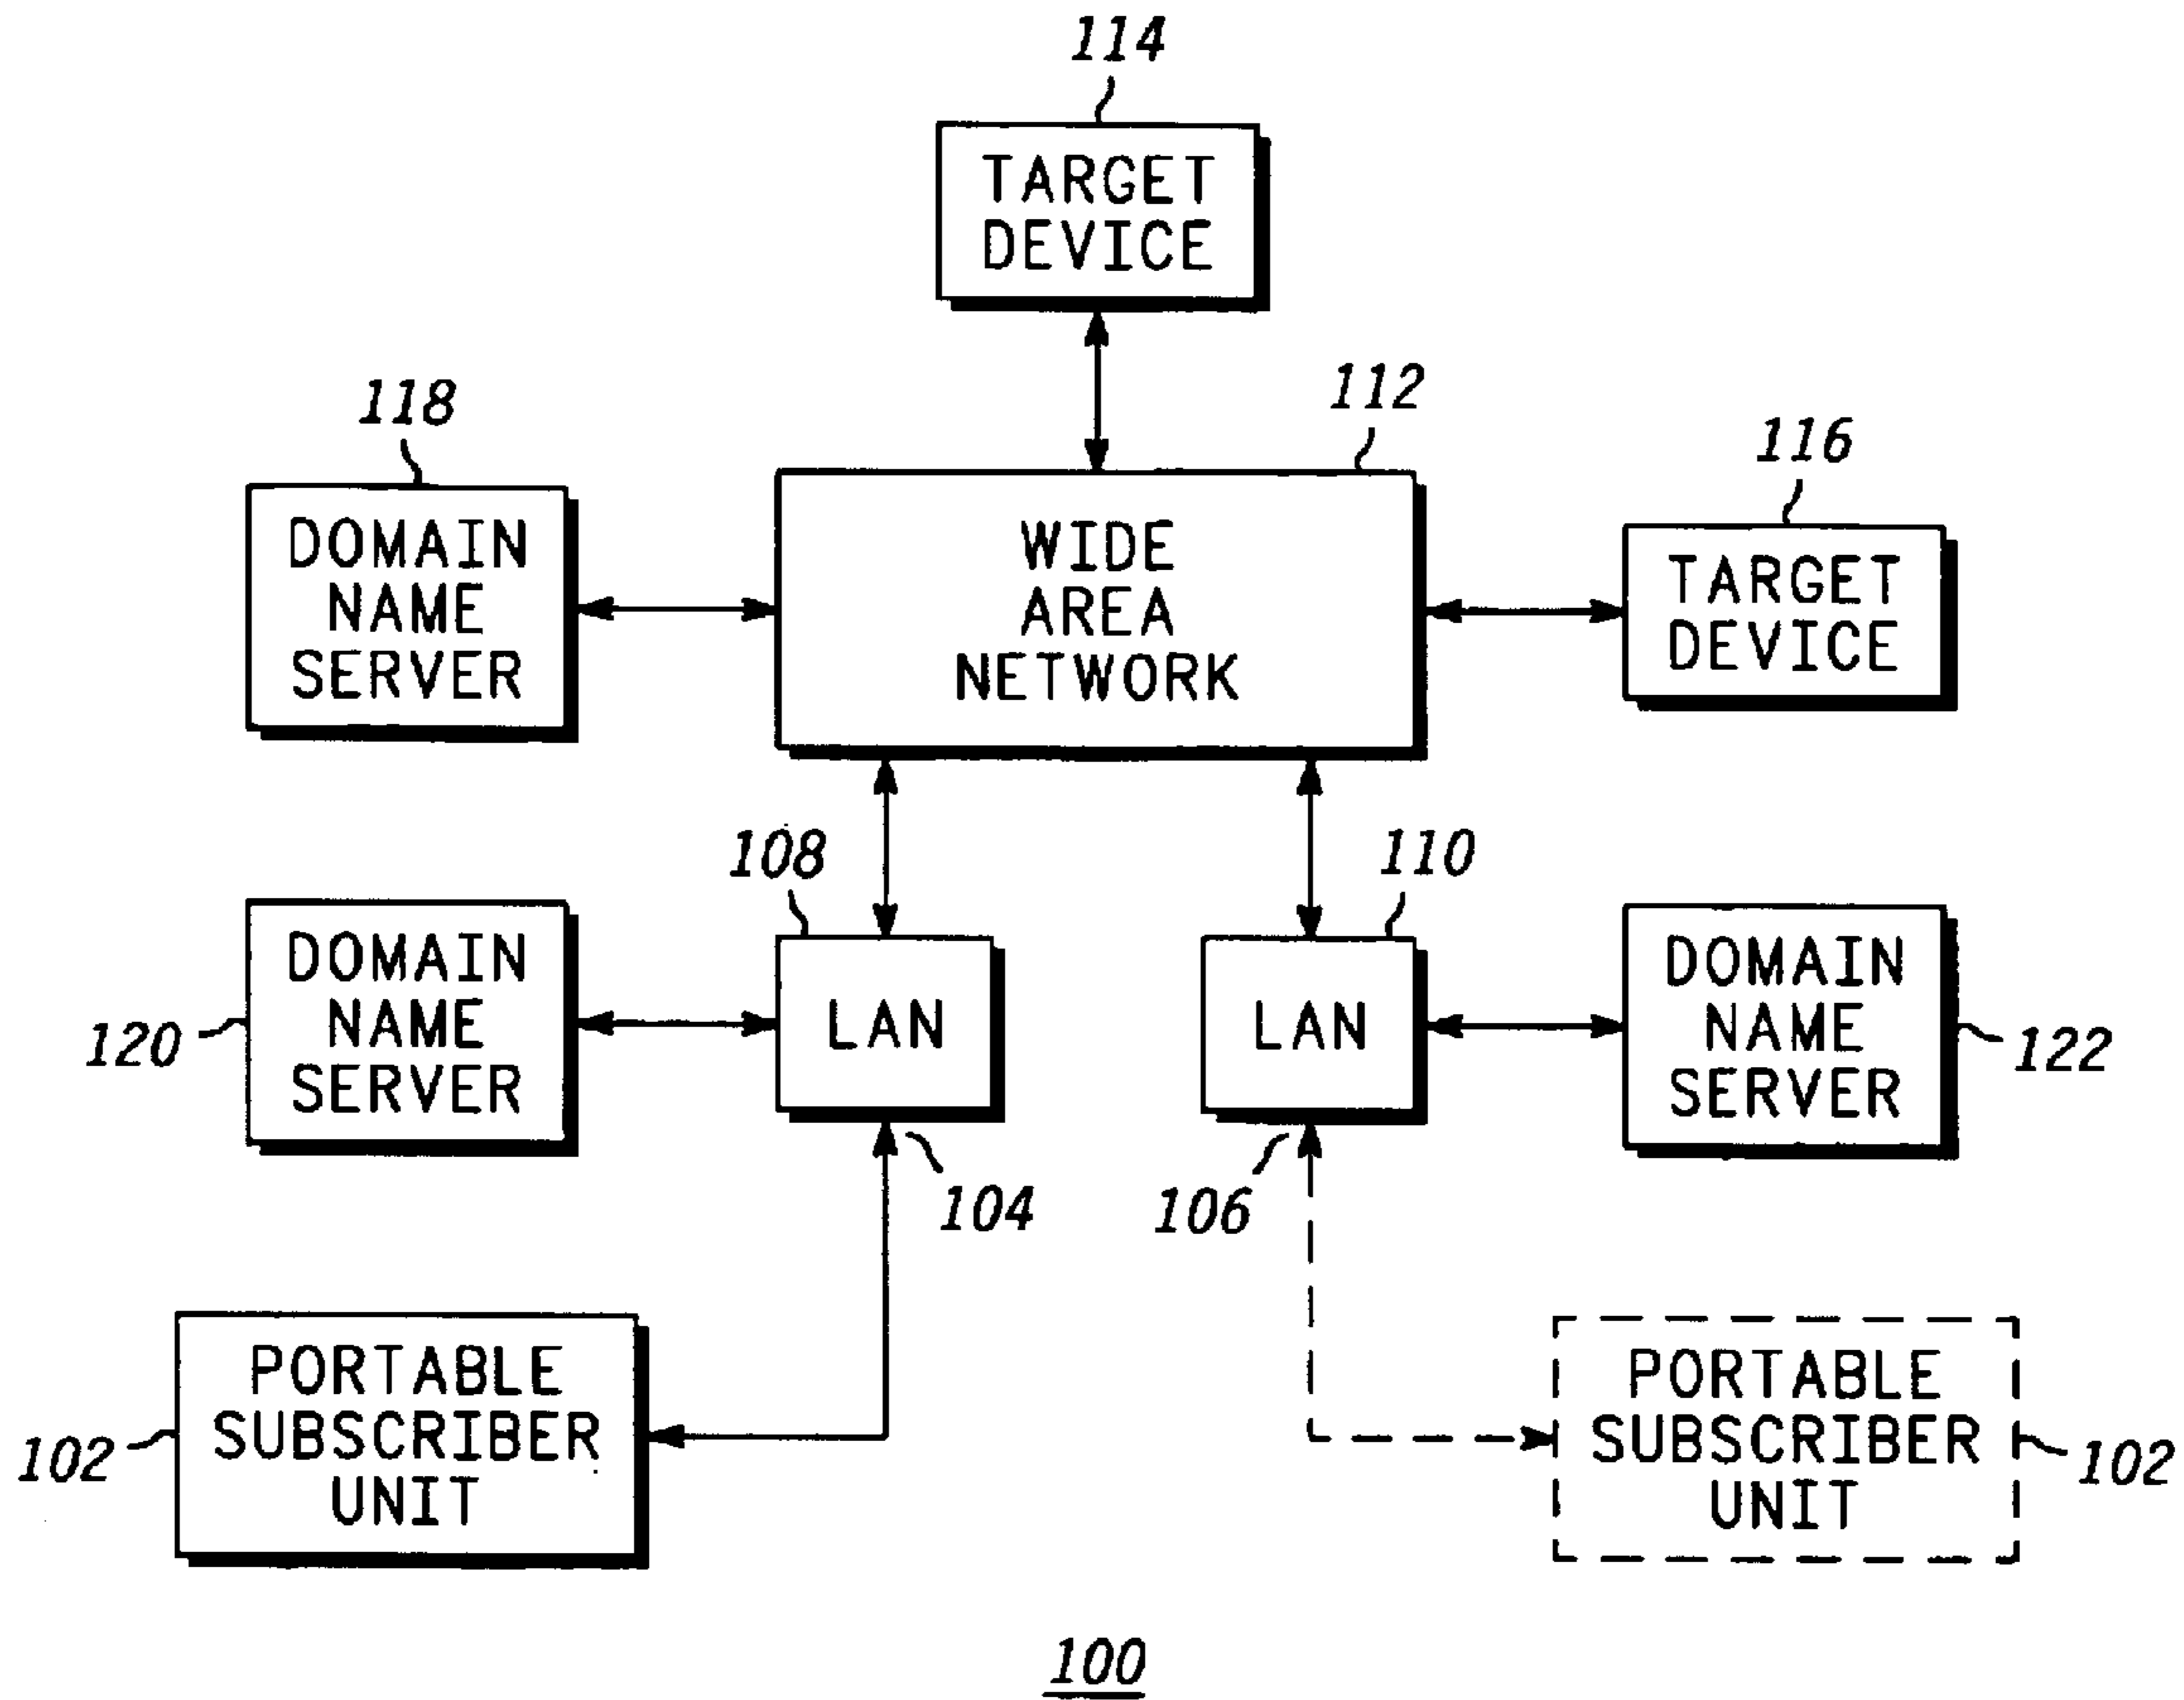 114
TARGET
DEVICE
118
112
116
DOMAIN
NAME
SERVER
WIDE
AREA
NETWORK
TARGET
DEVICE
108
110
120
DOMAIN
NAME
SERVER
LAN
LAN
DOMAIN
NAME
SERVER
122
104
106
102
PORTABLE
SUBSCRIBER
UNIT
PORTABLE
SUBSCRIBER
UNIT
102
100